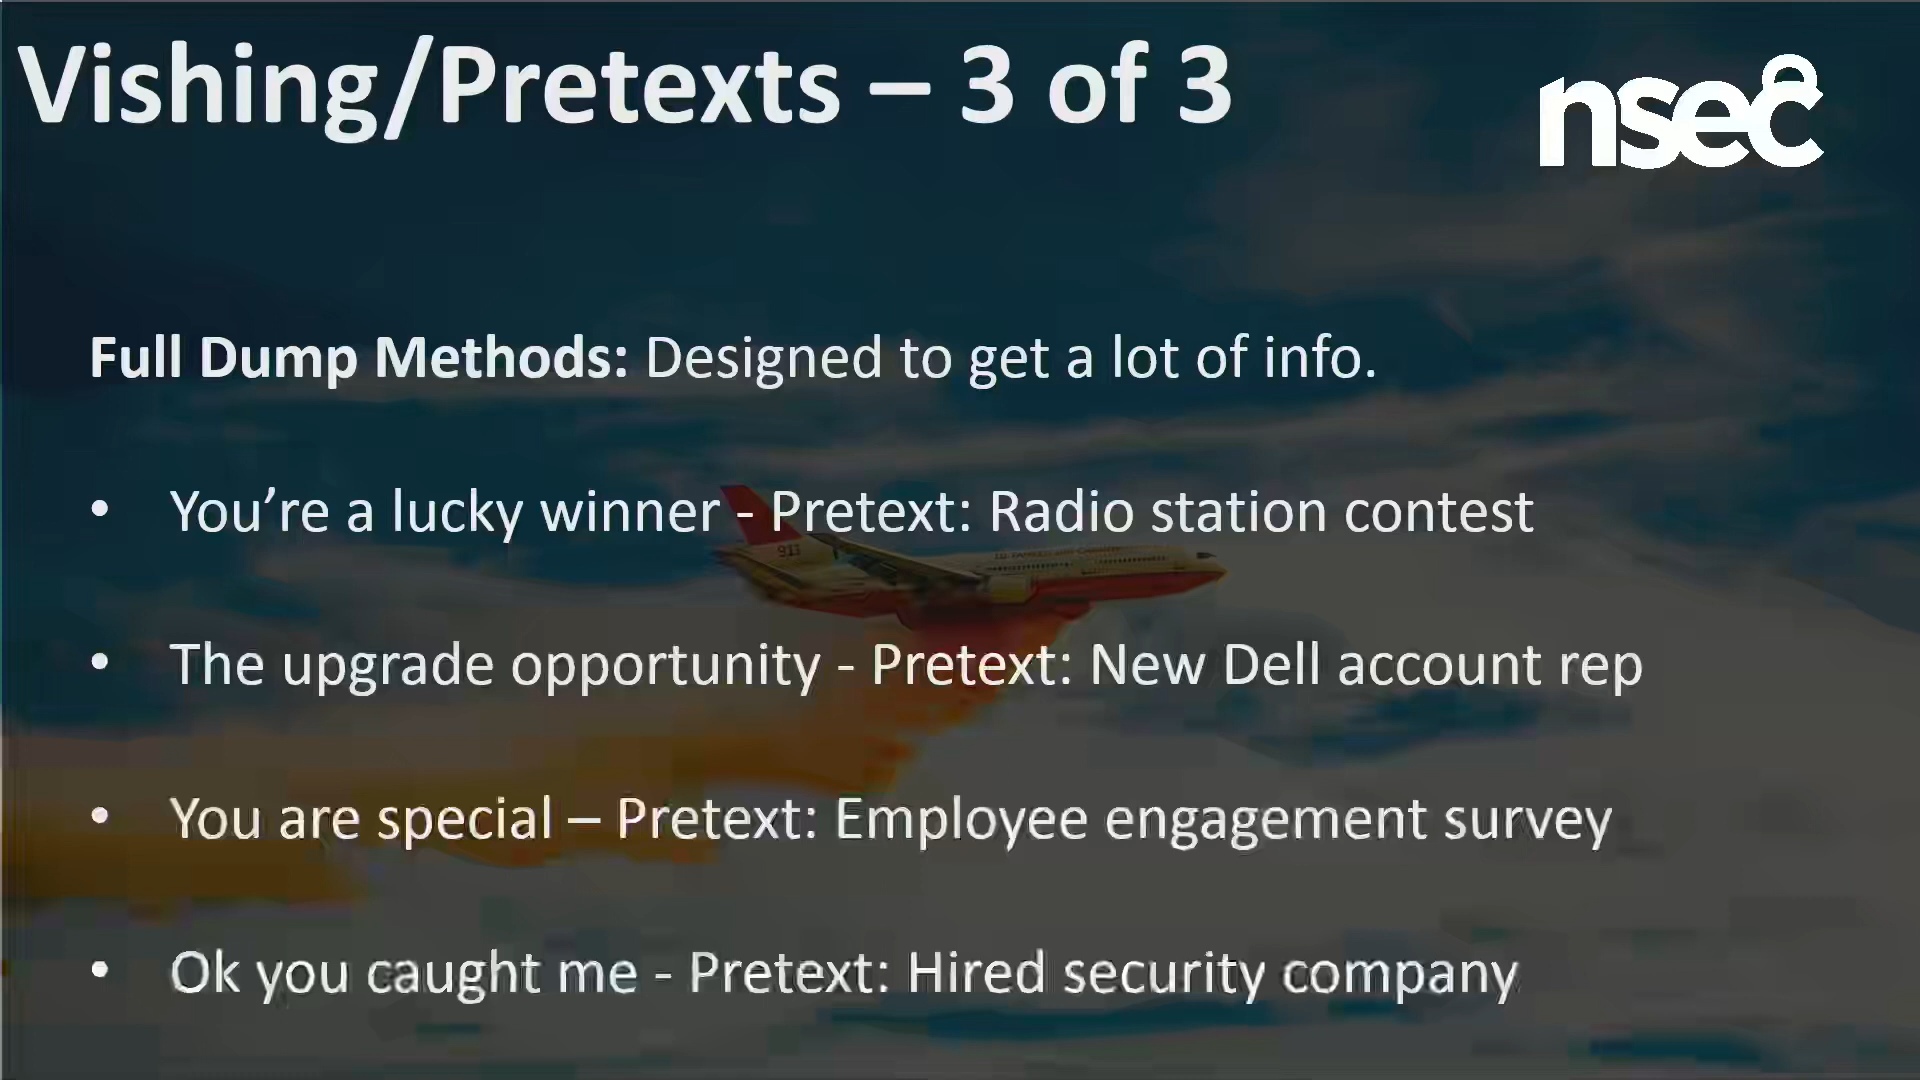 Vishing/Pretexts – 3 of 3
nsec
Full Dump Methods: Designed to get a lot of info.
• You’re a lucky winner - Pretext: Radio station contest
911
• The upgrade opportunity - Pretext: New Dell account rep
• You are special – Pretext: Employee engagement survey
• Ok you caught me - Pretext: Hired security company